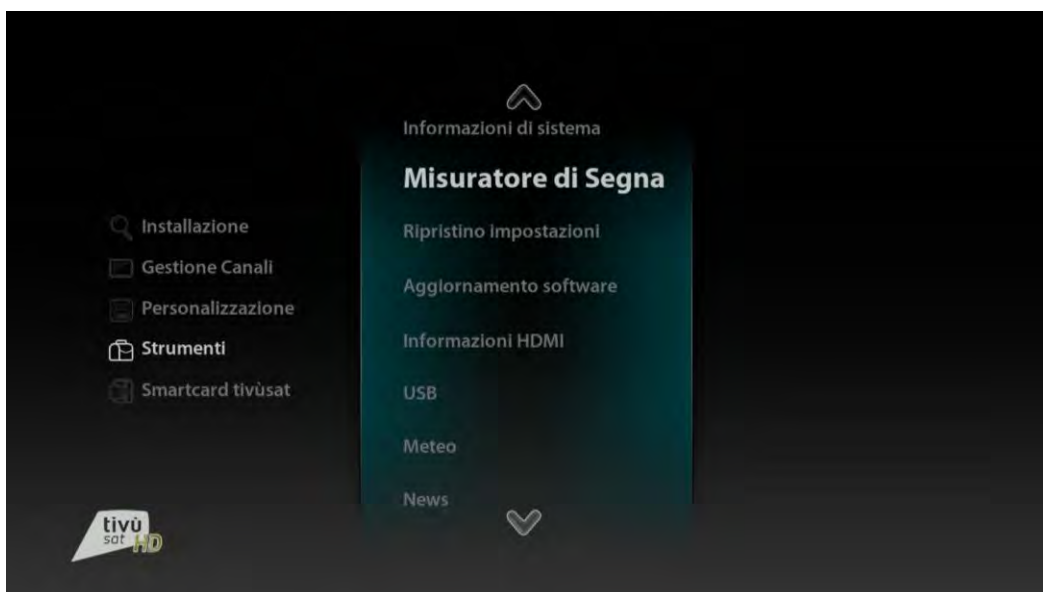 Installazione
Gestione Canali
Personalizzazione
Strumenti
Smartcard tivùsat
Informazioni di sistema
Misuratore di Segna
Ripristino impostazioni
Aggiornamento software
Informazioni HDMI
USB
Meteo
News
tivù
sat HD